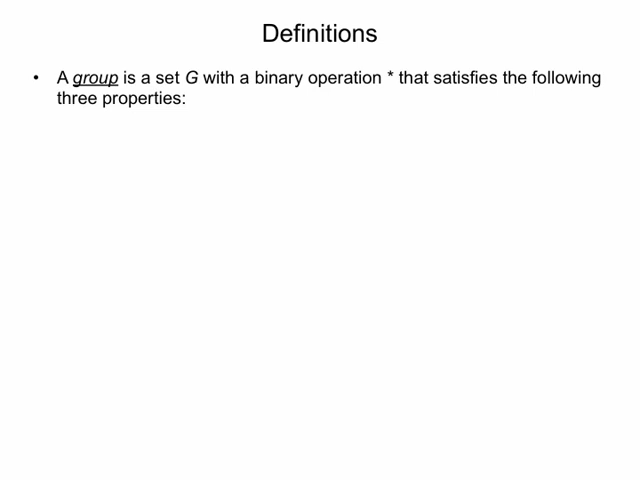 Definitions
• A group is a set G with a binary operation * that satisfies the following
three properties: